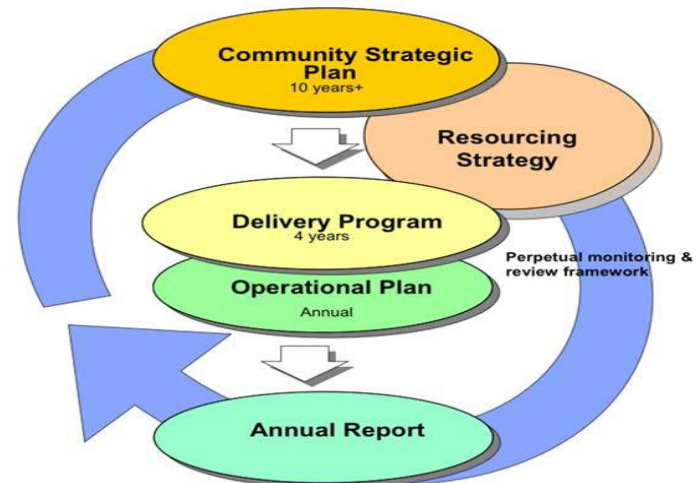 Community Strategic
Plan
10 years+
Resourcing
Strategy
Delivery Program
4 years
Perpetual monitoring &
review framework
Operational Plan
Annual
Annual Report